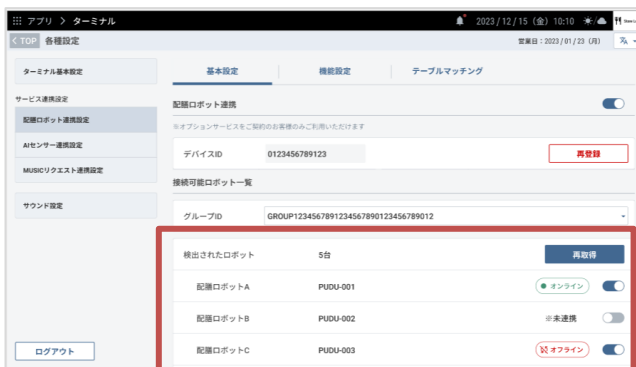 アプリ > ターミナル
2023/12/15 (金) 10:10
< TOP 各種設定
営業日：2023/01/23 (月)
ターミナル基本設定
サービス連携設定
配膳ロボット連携設定
AIセンサー連携設定
MUSICリクエスト連携設定
サウンド設定
ログアウト
基本設定 機能設定 テーブルマッチング
配膳ロボット連携
※オプションサービスをご契約のお客様のみご利用いただけます
デバイスID 0123456789123 再登録
接続可能ロボット一覧
グループID GROUP1234567891234567890123456789012
検出されたロボット 5台 再取得
配膳ロボットA PUDU-001 オンライン
配膳ロボットB PUDU-002 ※未連携
配膳ロボットC PUDU-003 オフライン